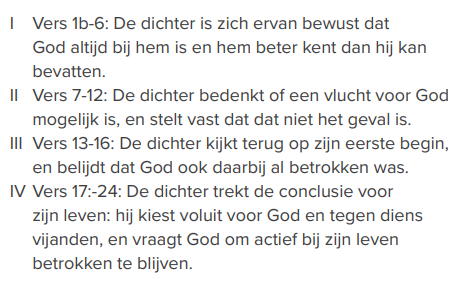 I Vers 1b-6: De dichter is zich ervan bewust dat
God altijd bij hem is en hem beter kent dan hij kan
bevatten.
II Vers 7-12: De dichter bedenkt of een vlucht voor God
mogelijk is, en stelt vast dat dat niet het geval is.
III Vers 13-16: De dichter kijkt terug op zijn eerste begin,
en belijdt dat God ook daarbij al betrokken was.
IV Vers 17:-24: De dichter trekt de conclusie voor
zijn leven: hij kiest voluit voor God en tegen diens
vijanden, en vraagt God om actief bij zijn leven
betrokken te blijven.